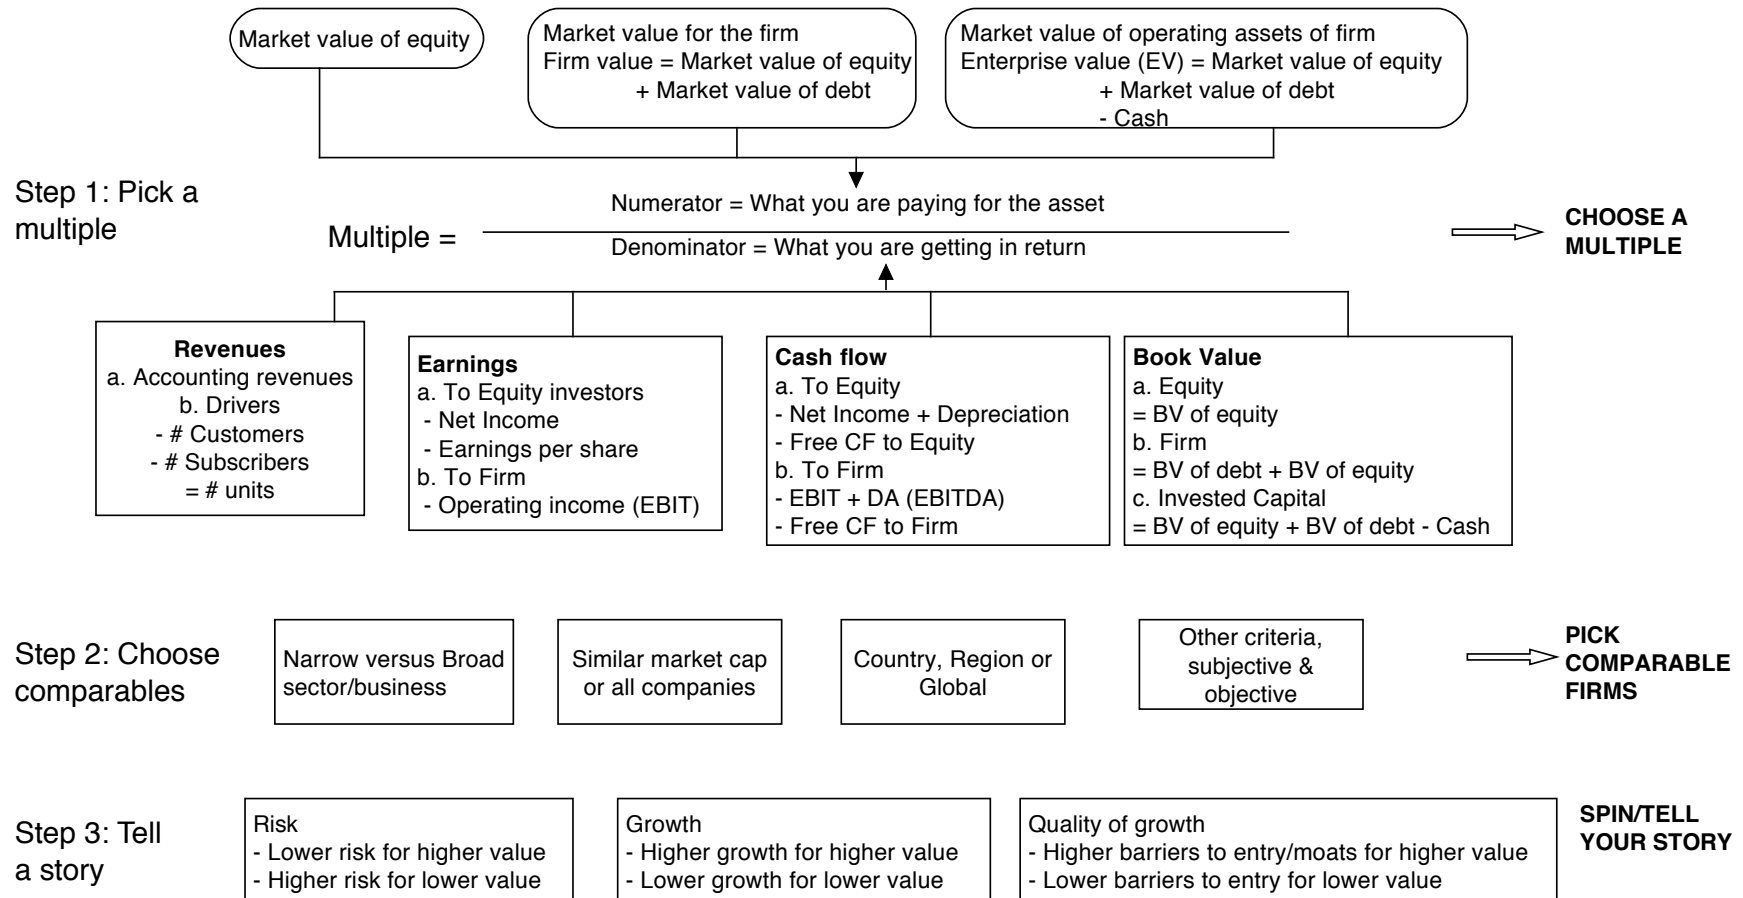 Market value of equity
Market value for the firm
Firm value = Market value of equity
+ Market value of debt
Market value of operating assets of firm
Enterprise value (EV) = Market value of equity
+ Market value of debt
- Cash
Step 1: Pick a
multiple
Multiple =
Numerator = What you are paying for the asset
Denominator = What you are getting in return
CHOOSE A
MULTIPLE
Revenues
a. Accounting revenues
b. Drivers
- # Customers
- # Subscribers
= # units
Earnings
a. To Equity investors
- Net Income
- Earnings per share
b. To Firm
- Operating income (EBIT)
Cash flow
a. To Equity
- Net Income + Depreciation
- Free CF to Equity
b. To Firm
- EBIT + DA (EBITDA)
- Free CF to Firm
Book Value
a. Equity
= BV of equity
b. Firm
= BV of debt + BV of equity
c. Invested Capital
= BV of equity + BV of debt - Cash
Step 2: Choose
comparables
Narrow versus Broad
sector/business
Similar market cap
or all companies
Country, Region or
Global
Other criteria,
subjective &
objective
PICK
COMPARABLE
FIRMS
Step 3: Tell
a story
Risk
- Lower risk for higher value
- Higher risk for lower value
Growth
- Higher growth for higher value
- Lower growth for lower value
Quality of growth
- Higher barriers to entry/moats for higher value
- Lower barriers to entry for lower value
SPIN/TELL
YOUR STORY